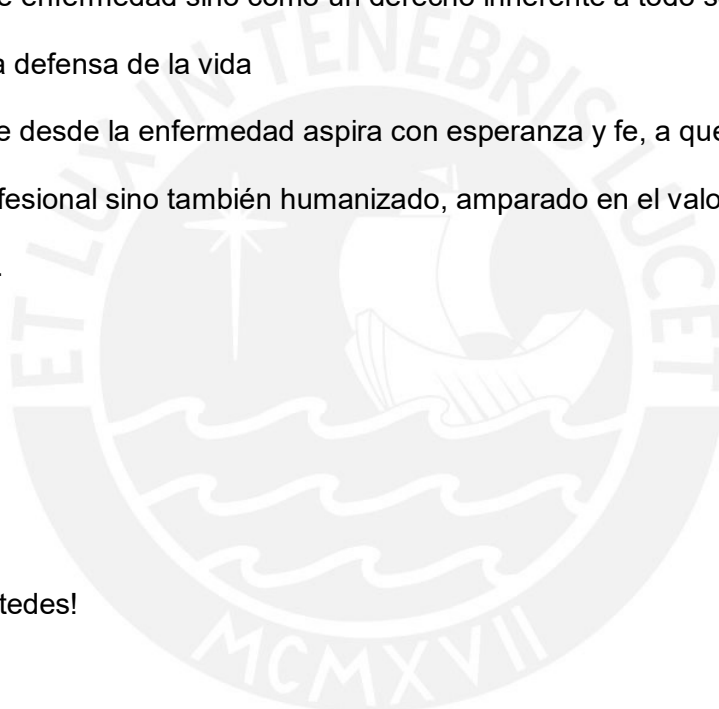 e enfermedad sino como un derecho inherente a todo s
a defensa de la vida
e desde la enfermedad aspira con esperanza y fe, a que
fesional sino también humanizado, amparado en el valo
.
tedes!
ET LUX IN TENEBRIS LUCET
MCMXVII